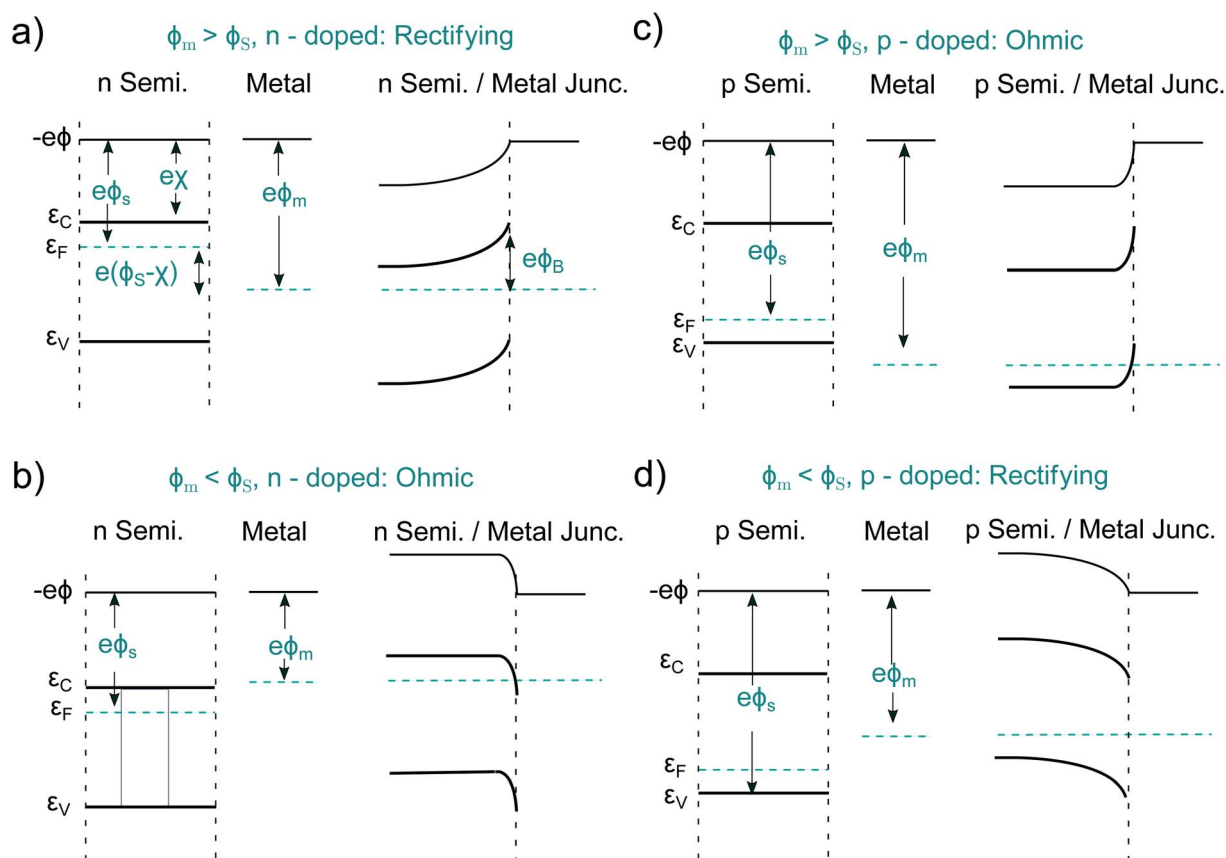 a)
ϕm > ϕS, n - doped: Rectifying
n Semi.
Metal
n Semi. / Metal Junc.
-eϕ
eχ
eϕs
eϕm
εC
εF
e(ϕS-χ)
eϕB
εV
b)
ϕm < ϕS, n - doped: Ohmic
n Semi.
Metal
n Semi. / Metal Junc.
-eϕ
eϕs
eϕm
εC
εF
εV
c)
ϕm > ϕS, p - doped: Ohmic
p Semi.
Metal
p Semi. / Metal Junc.
-eϕ
εC
eϕs
eϕm
εF
εV
d)
ϕm < ϕS, p - doped: Rectifying
p Semi.
Metal
p Semi. / Metal Junc.
-eϕ
εC
eϕm
eϕs
εF
εV